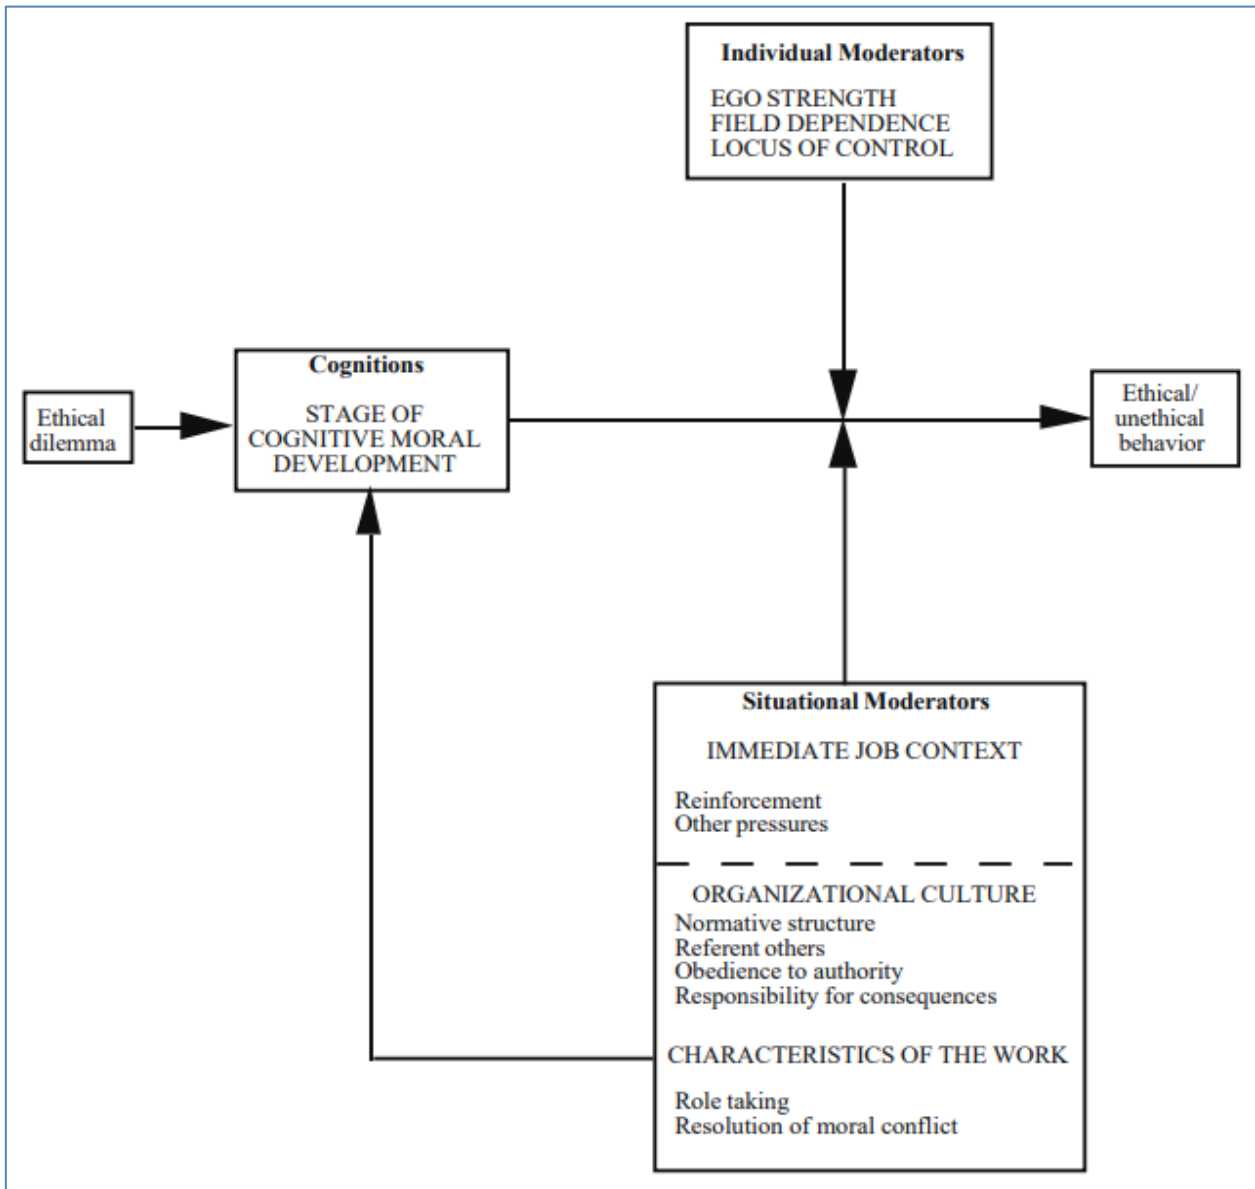 Individual Moderators
EGO STRENGTH
FIELD DEPENDENCE
LOCUS OF CONTROL
Ethical
dilemma
Cognitions
STAGE OF
COGNITIVE MORAL
DEVELOPMENT
Ethical/
unethical
behavior
Situational Moderators
IMMEDIATE JOB CONTEXT
Reinforcement
Other pressures
ORGANIZATIONAL CULTURE
Normative structure
Referent others
Obedience to authority
Responsibility for consequences
CHARACTERISTICS OF THE WORK
Role taking
Resolution of moral conflict